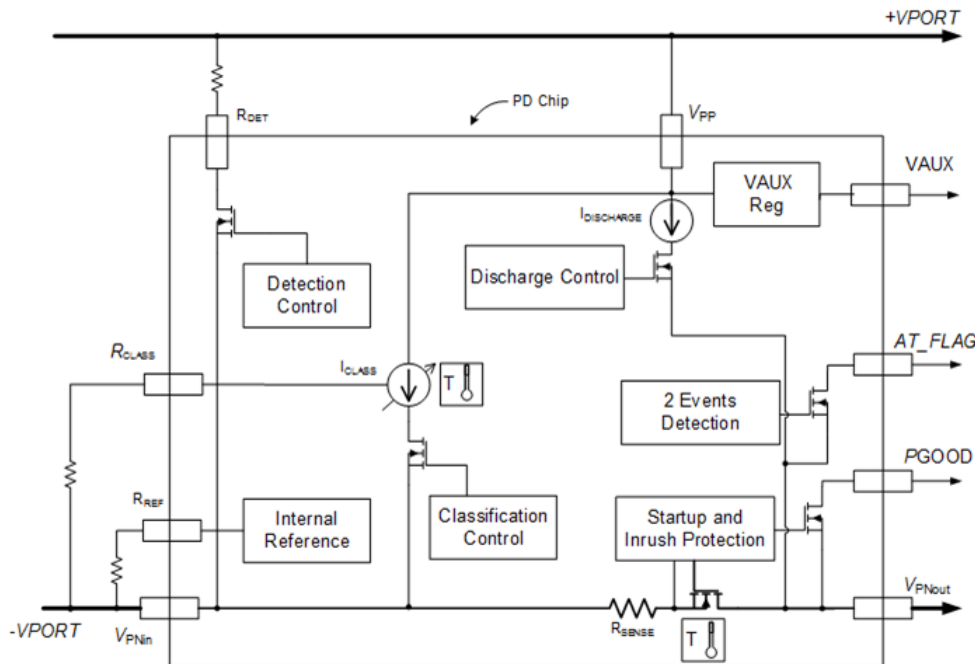 +VPORT
PD Chip
RDET
VPP
VAUX
VAUX
Reg
IDISCHARGE
Discharge Control
Detection
Control
RCLASS
ICLASS
T
AT_FLAG
2 Events
Detection
PGOOD
RREF
Internal
Reference
Classification
Control
Startup and
Inrush Protection
-VPORT
VPNin
RSENSE
T
VPNout